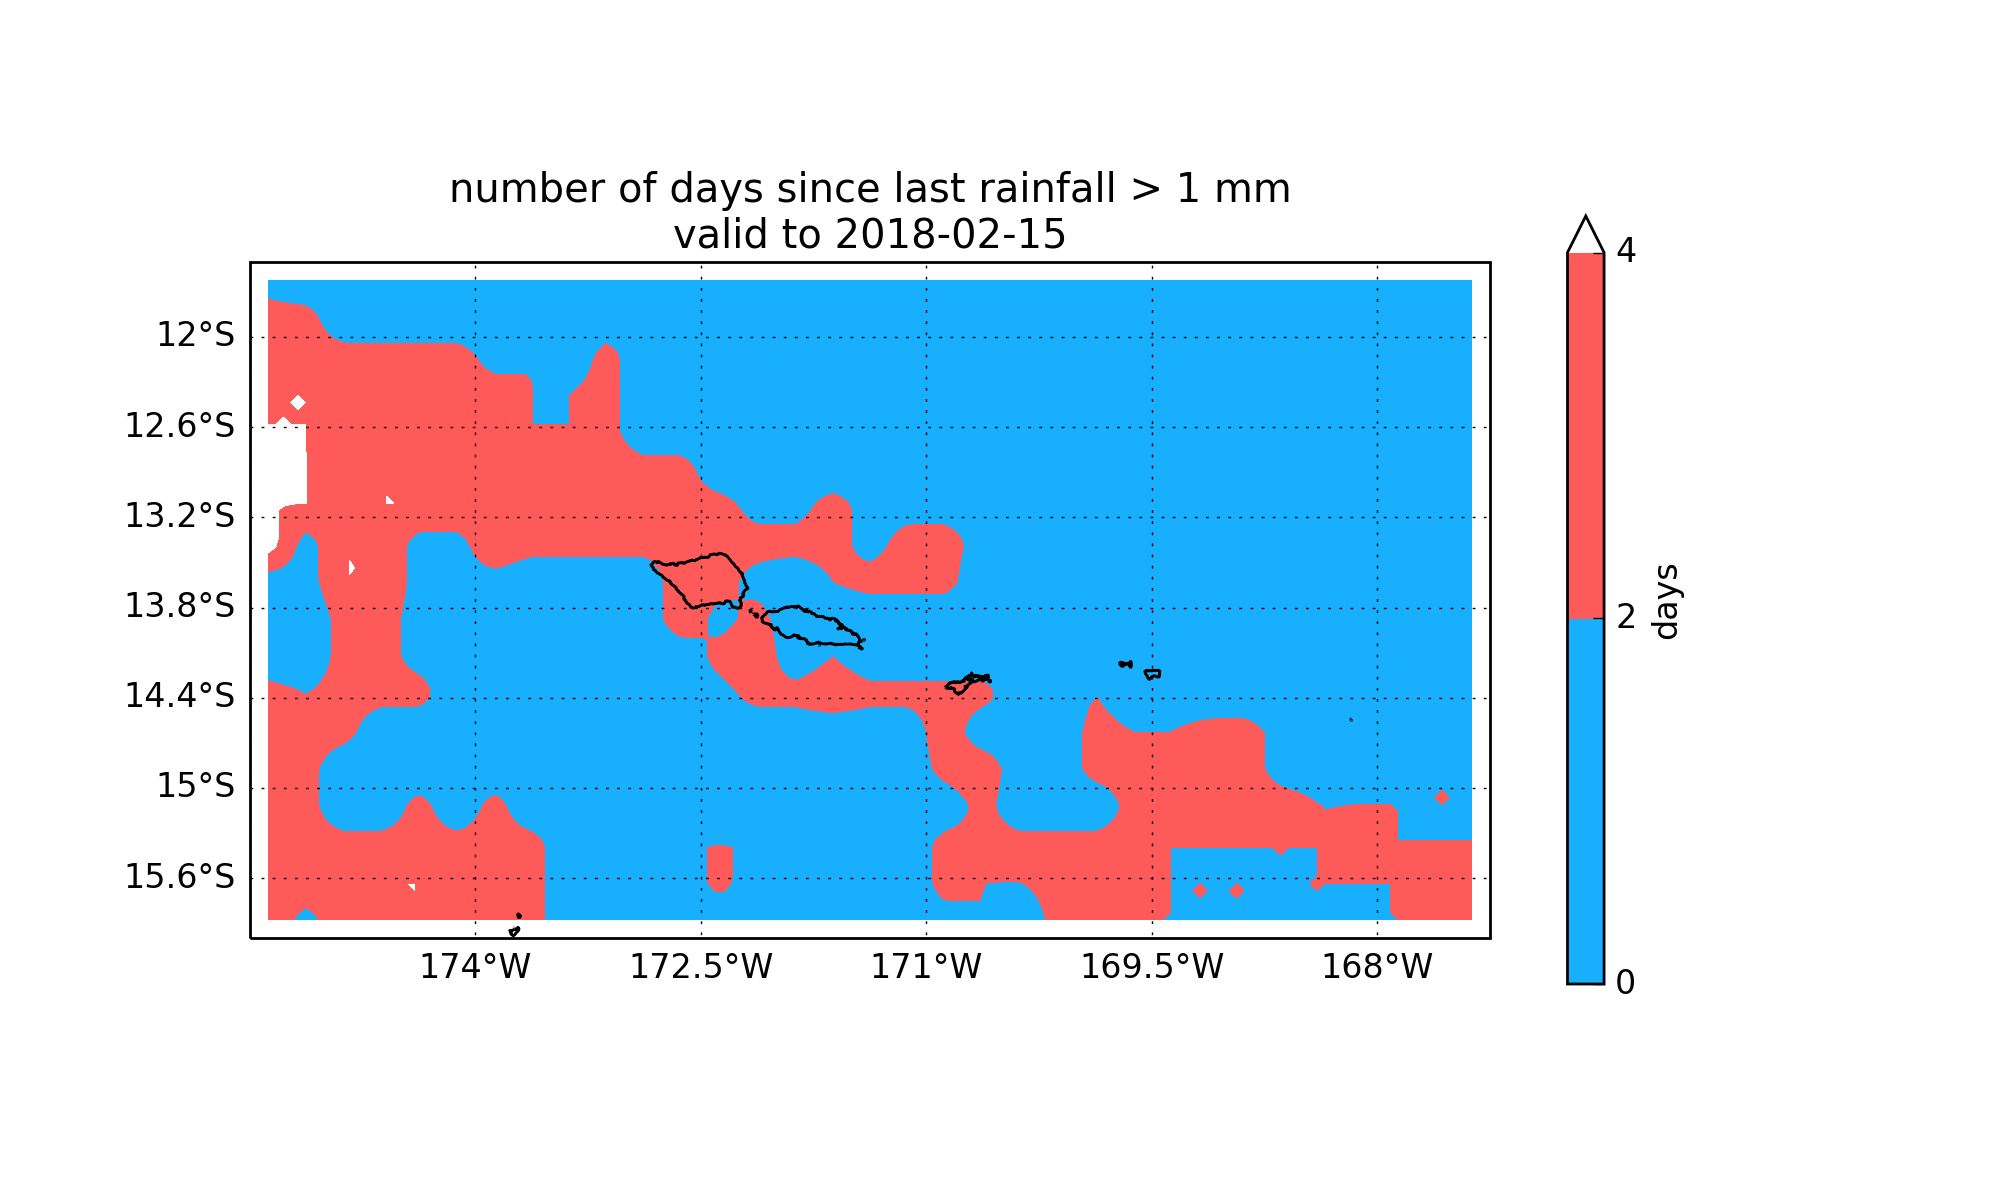 number of days since last rainfall > 1 mm
valid to 2018-02-15
4
12°S
12.6°S
13.2°S
13.8°S
2
days
14.4°S
15°S
15.6°S
174°W 172.5°W 171°W 169.5°W 168°W
0